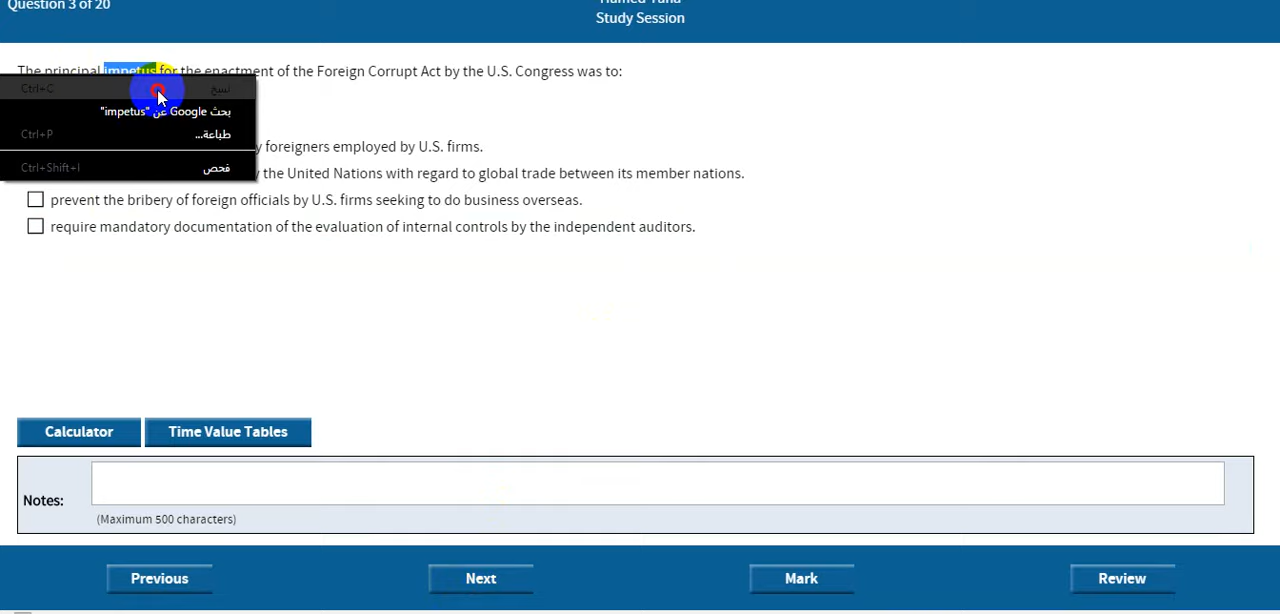 Question 3 of 20
Hamed Taha
Study Session
The principal impetus for the enactment of the Foreign Corrupt Act by the U.S. Congress was to:
Ctrl+C نسخ
بحث Google عن "impetus"
Ctrl+P طباعة...
Ctrl+Shift+I فحص
y foreigners employed by U.S. firms.
the United Nations with regard to global trade between its member nations.
prevent the bribery of foreign officials by U.S. firms seeking to do business overseas.
require mandatory documentation of the evaluation of internal controls by the independent auditors.
Calculator
Time Value Tables
Notes:
(Maximum 500 characters)
Previous
Next
Mark
Review